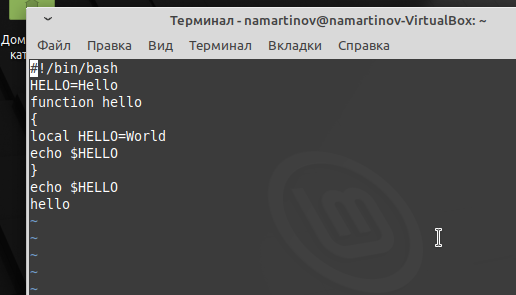 Терминал - namartinov@namartinov-VirtualBox: ~
Дом
кат
Файл Правка Вид Терминал Вкладки Справка
#!/bin/bash
HELLO=Hello
function hello
{
local HELLO=World
echo $HELLO
}
echo $HELLO
hello
~
~
~
~
~